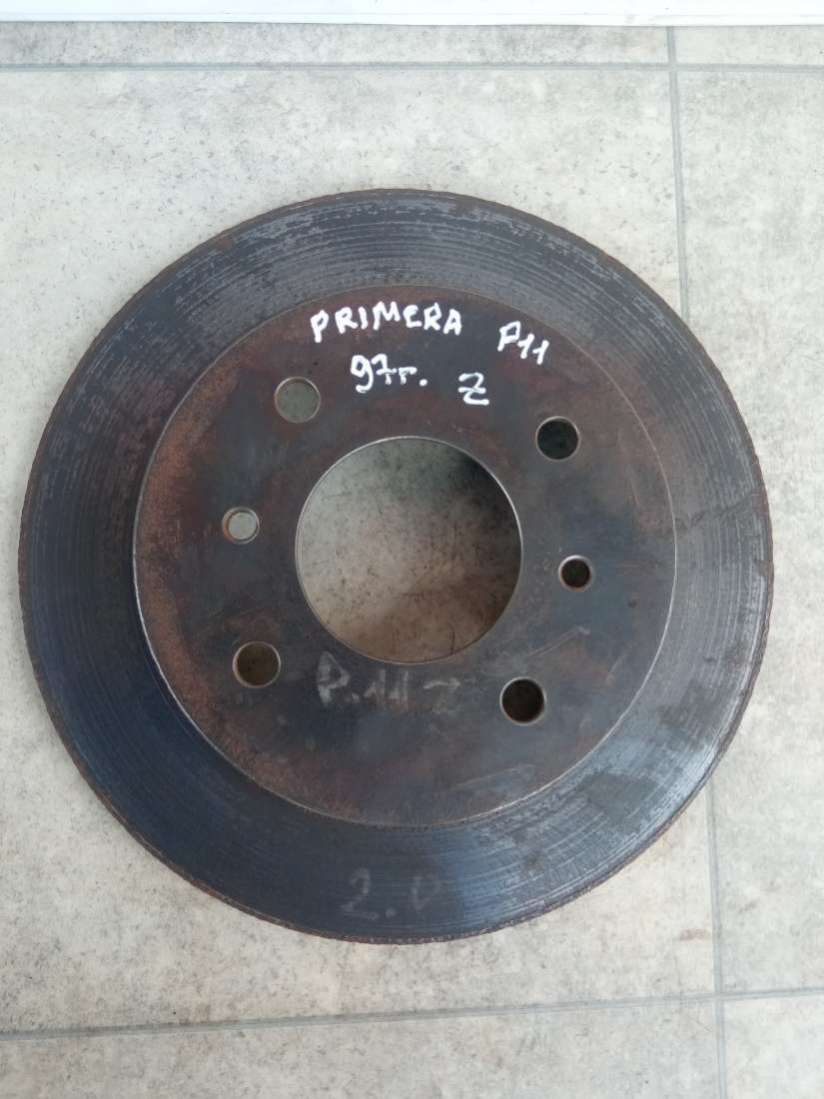 PRIMERA P11
97г. Z
P.11 Z
2.0